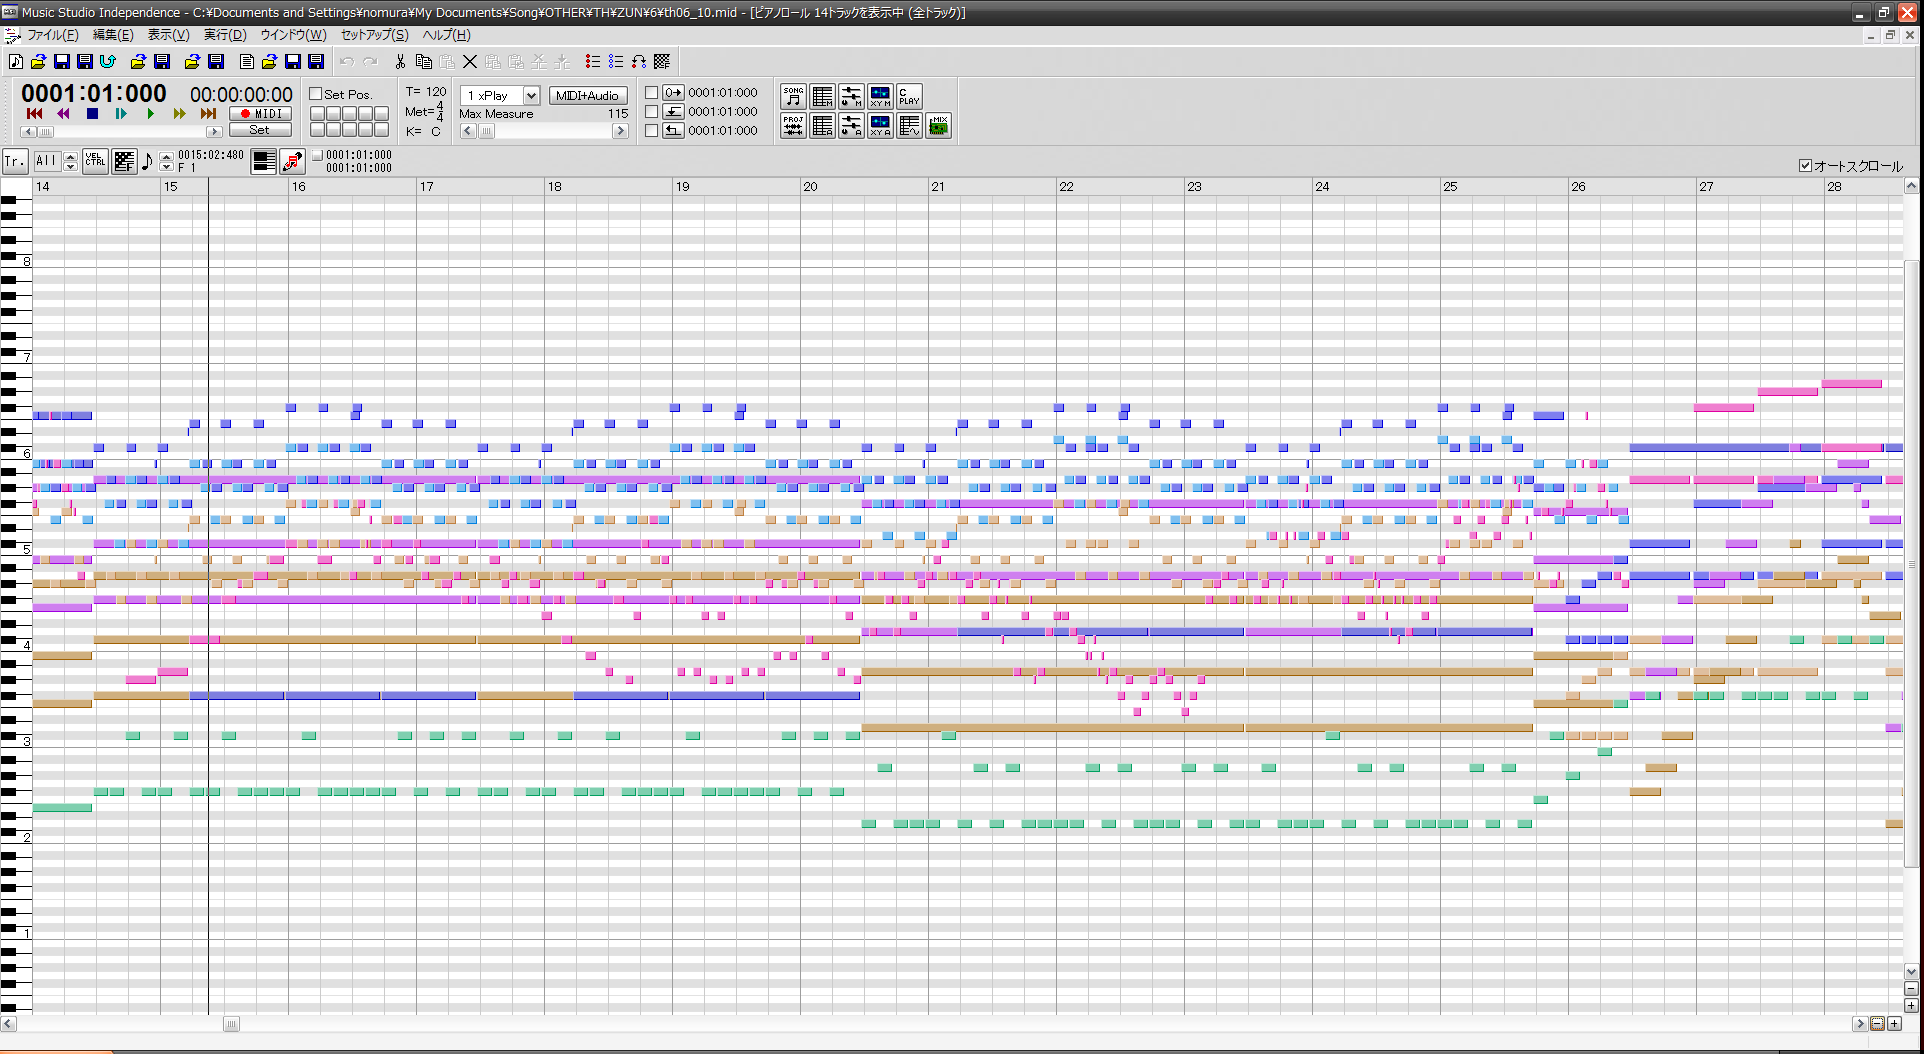 Music Studio Independence - C:¥Documents and Settings¥nomura¥My Documents¥Song¥OTHER¥TH¥ZUN¥6¥th06_10.mid - [ピアノロール 14トラックを表示中 (全トラック)]
ファイル(F) 編集(E) 表示(V) 実行(D) ウインドウ(W) セットアップ(S) ヘルプ(H)
0001:01:000 00:00:00:00
MIDI
Set
Set Pos.
T= 120
Met= 4/4
K= C
1 xPlay
MIDI+Audio
Max Measure 115
0001:01:000
0001:01:000
0001:01:000
SONG M M XY M C PLAY
PROJ A A XY A MIX
Tr. All VEL CTRL F 0015:02:480
F 1
0001:01:000
0001:01:000
オートスクロール
14 15 16 17 18 19 20 21 22 23 24 25 26 27 28
8
7
6
5
4
3
2
1